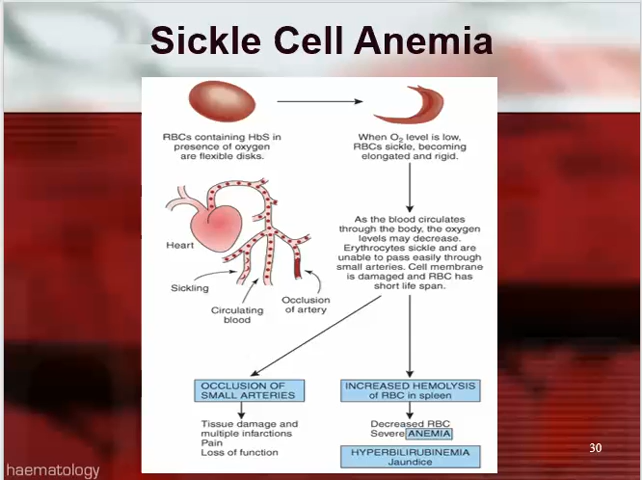 Sickle Cell Anemia
RBCs containing HbS in
presence of oxygen
are flexible disks.
When O2 level is low,
RBCs sickle, becoming
elongated and rigid.
As the blood circulates
through the body, the oxygen
levels may decrease.
Erythrocytes sickle and are
unable to pass easily through
small arteries. Cell membrane
is damaged and RBC has
short life span.
Heart
Sickling
Circulating
blood
Occlusion
of artery
OCCLUSION OF
SMALL ARTERIES
Tissue damage and
multiple infarctions
Pain
Loss of function
INCREASED HEMOLYSIS
of RBC in spleen
Decreased RBC
Severe ANEMIA
HYPERBILIRUBINEMIA
Jaundice
30
haematology